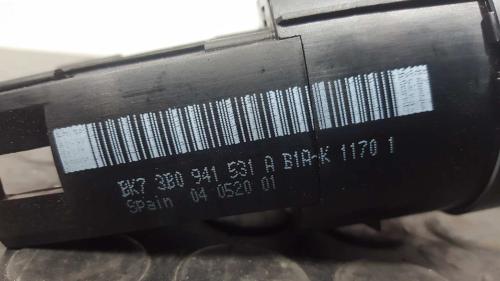 BK7 3B0 941 531 A B1A-K 1170 1
Spain 04 0520 01